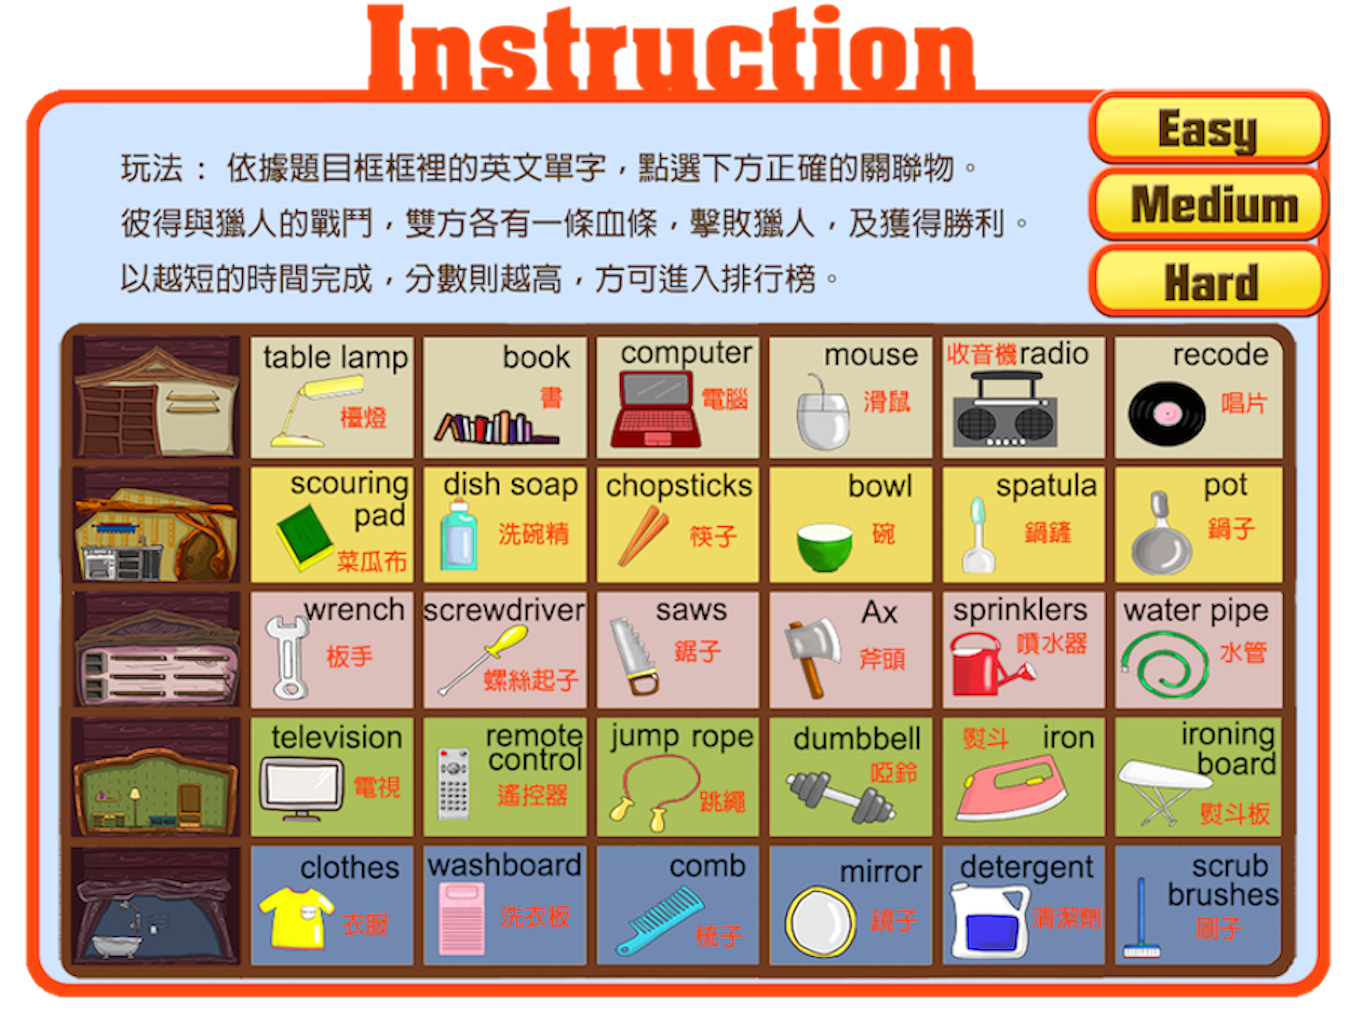 Instruction
Easy
Medium
Hard
玩法： 依據題目框框裡的英文單字，點選下方正確的關聯物。
彼得與獵人的戰鬥，雙方各有一條血條，擊敗獵人，及獲得勝利。
以越短的時間完成，分數則越高，方可進入排行榜。
table lamp
檯燈
book
書
computer
電腦
mouse
滑鼠
收音機radio
recode
唱片
scouring
pad
菜瓜布
dish soap
洗碗精
chopsticks
筷子
bowl
碗
spatula
鍋鏟
pot
鍋子
wrench
板手
screwdriver
螺絲起子
saws
鋸子
Ax
斧頭
sprinklers
噴水器
water pipe
水管
television
電視
remote
control
遙控器
jump rope
跳繩
dumbbell
啞鈴
熨斗 iron
ironing
board
熨斗板
clothes
衣服
washboard
洗衣板
comb
梳子
mirror
鏡子
detergent
清潔劑
scrub
brushes
刷子